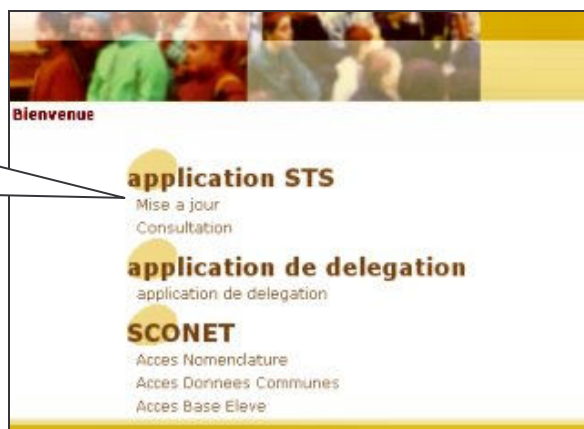 Bienvenue
application STS
Mise a jour
Consultation
application de delegation
application de delegation
SCONET
Acces Nomenclature
Acces Donnees Communes
Acces Base Eleve